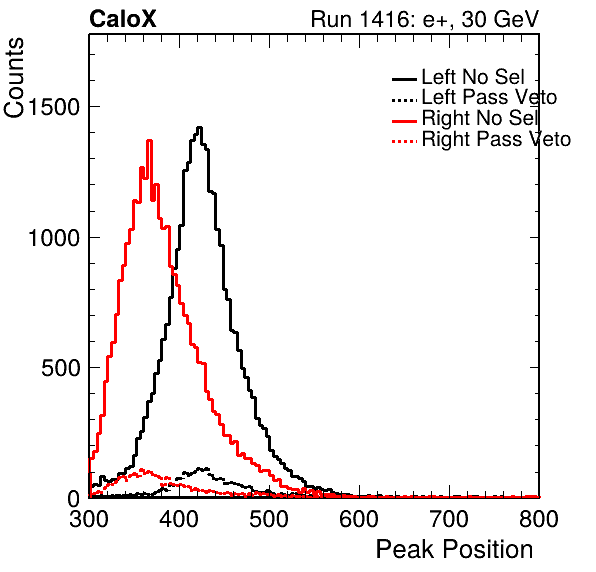 CaloX Run 1416: e+, 30 GeV
Counts
Left No Sel
Left Pass Veto
Right No Sel
Right Pass Veto
1500
1000
500
0
300 400 500 600 700 800
Peak Position